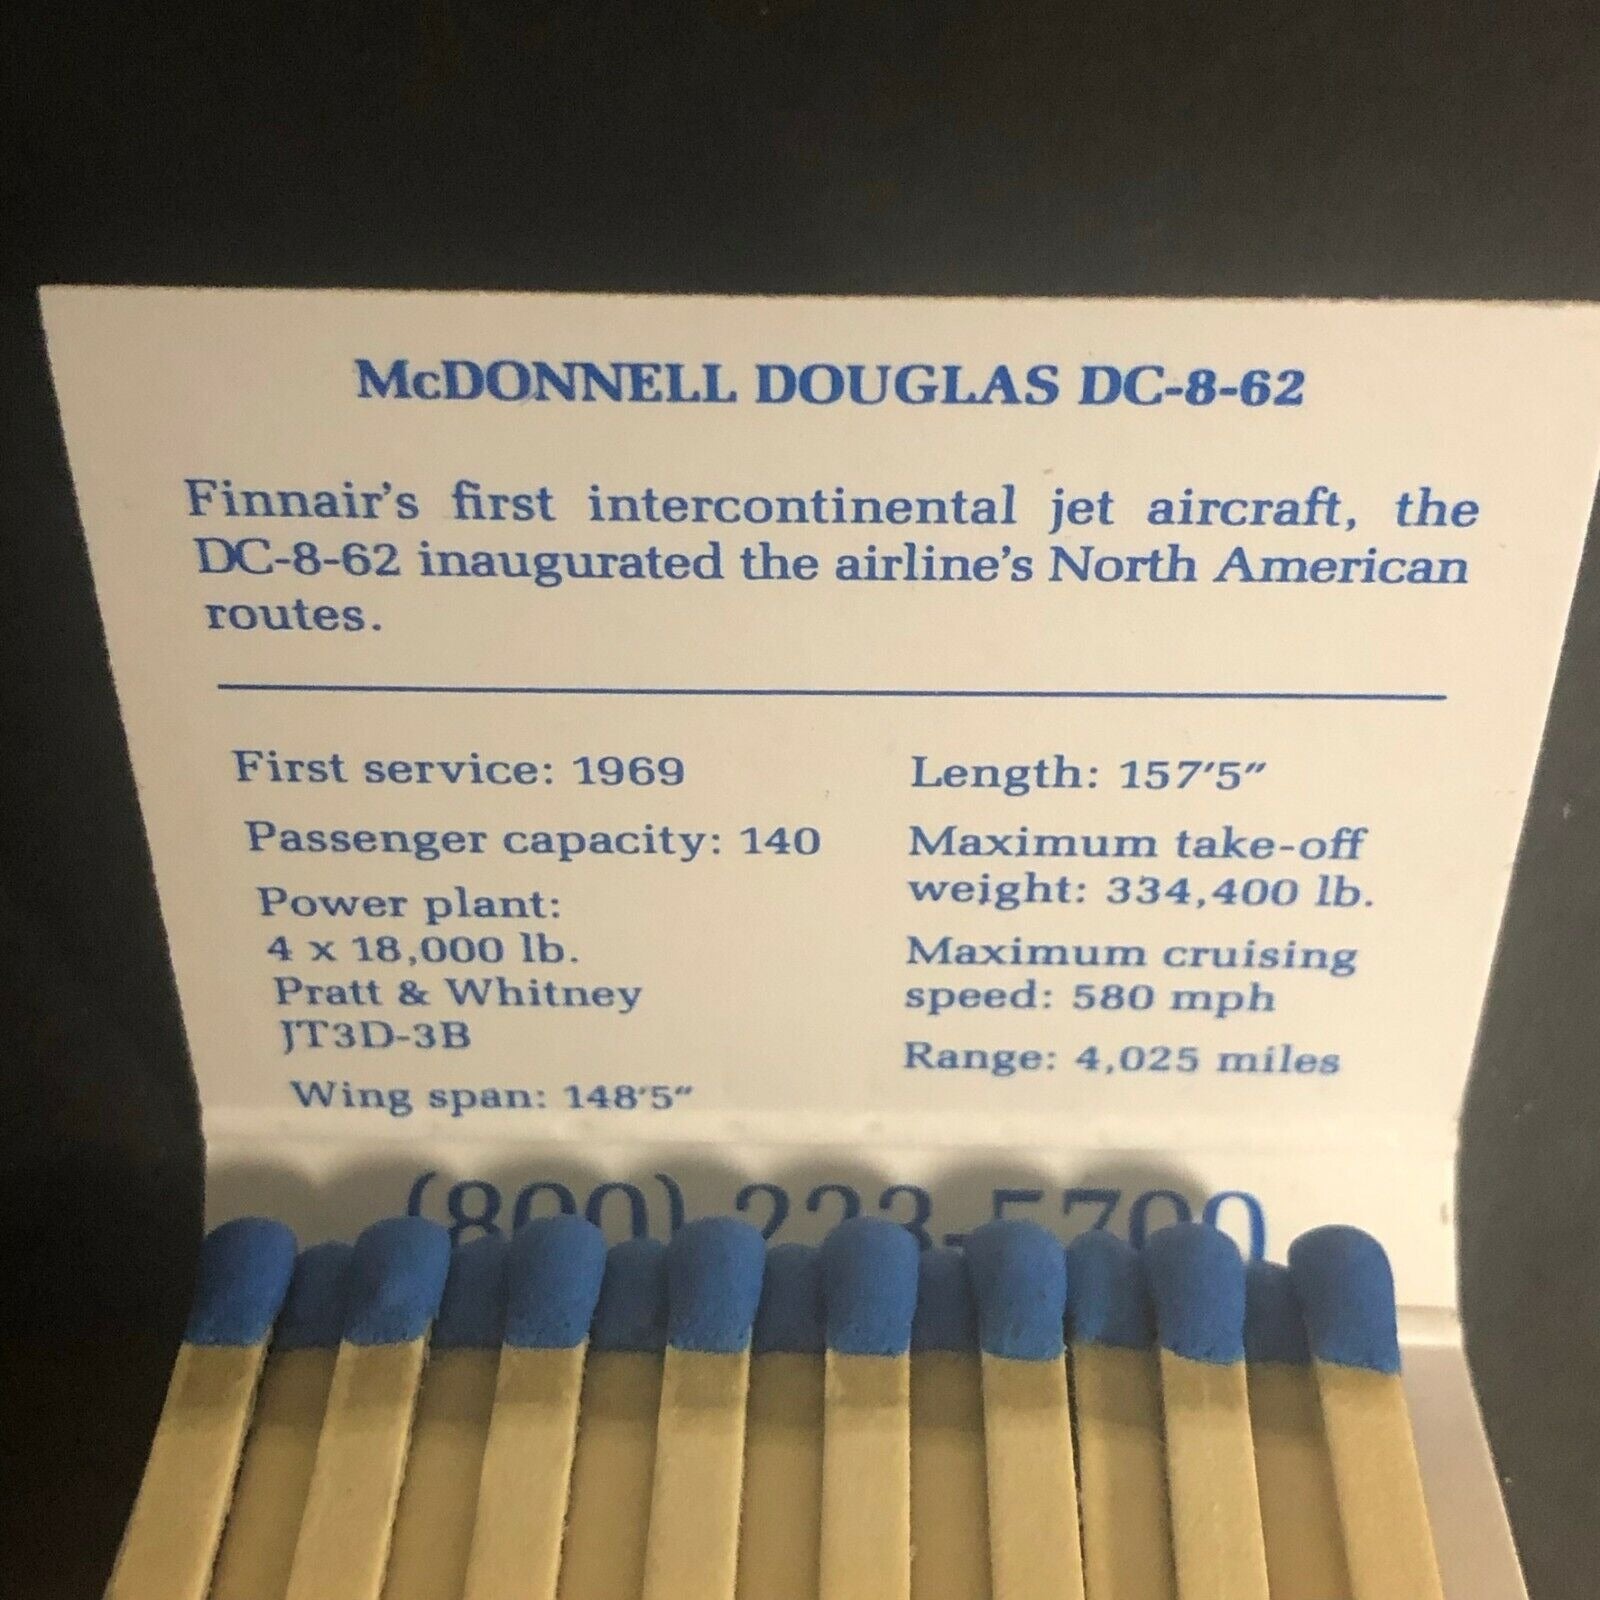 McDONNELL DOUGLAS DC-8-62
Finnair's first intercontinental jet aircraft, the
DC-8-62 inaugurated the airline's North American
routes.
First service: 1969
Passenger capacity: 140
Power plant:
4 x 18,000 lb.
Pratt & Whitney
JT3D-3B
Wing span: 148'5"
Length: 157'5"
Maximum take-off
weight: 334,400 lb.
Maximum cruising
speed: 580 mph
Range: 4,025 miles
(800) 223-5700